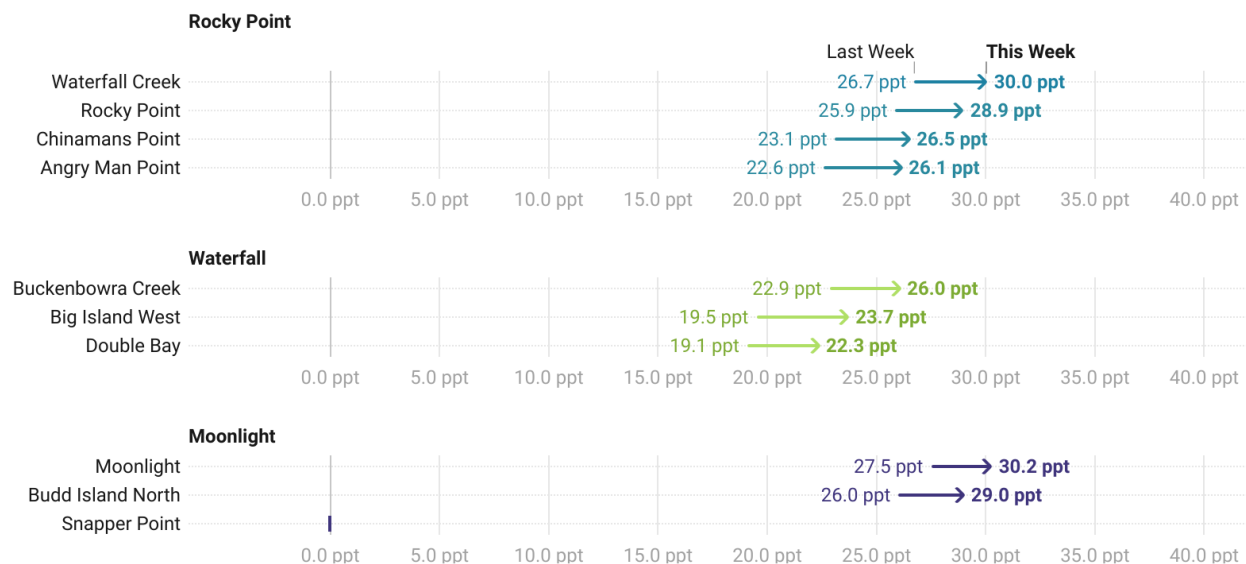 Rocky Point
Last Week This Week
Waterfall Creek 26.7 ppt 30.0 ppt
Rocky Point 25.9 ppt 28.9 ppt
Chinamans Point 23.1 ppt 26.5 ppt
Angry Man Point 22.6 ppt 26.1 ppt
0.0 ppt 5.0 ppt 10.0 ppt 15.0 ppt 20.0 ppt 25.0 ppt 30.0 ppt 35.0 ppt 40.0 ppt
Waterfall
Buckenbowra Creek 22.9 ppt 26.0 ppt
Big Island West 19.5 ppt 23.7 ppt
Double Bay 19.1 ppt 22.3 ppt
0.0 ppt 5.0 ppt 10.0 ppt 15.0 ppt 20.0 ppt 25.0 ppt 30.0 ppt 35.0 ppt 40.0 ppt
Moonlight
Moonlight 27.5 ppt 30.2 ppt
Budd Island North 26.0 ppt 29.0 ppt
Snapper Point
0.0 ppt 5.0 ppt 10.0 ppt 15.0 ppt 20.0 ppt 25.0 ppt 30.0 ppt 35.0 ppt 40.0 ppt